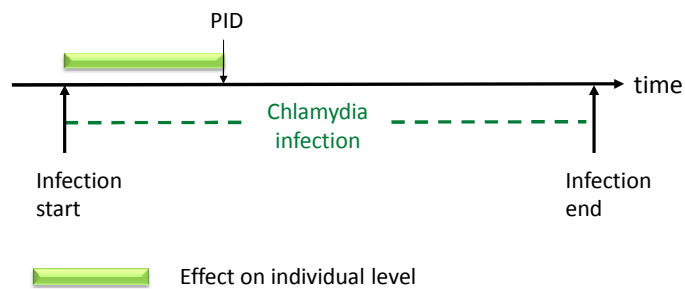 PID
time
Chlamydia
infection
Infection
start
Infection
end
Effect on individual level